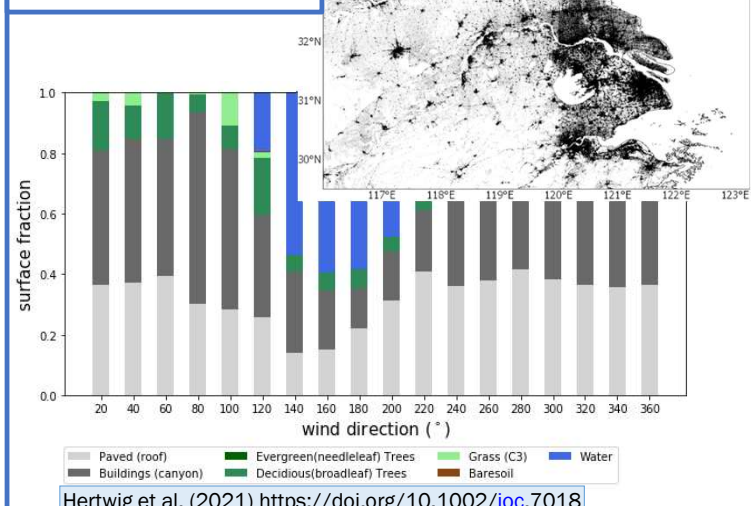 32°N
31°N
30°N
117°E 118°E 119°E 120°E 121°E 122°E 123°E
1.0
0.8
0.6
0.4
0.2
0.0
surface fraction
20 40 60 80 100 120 140 160 180 200 220 240 260 280 300 320 340 360
wind direction (°)
Paved (roof) Evergreen(needleleaf) Trees Grass (C3) Water
Buildings (canyon) Decidious(broadleaf) Trees Baresoil
Hertwig et al. (2021) https://doi.org/10.1002/joc.7018